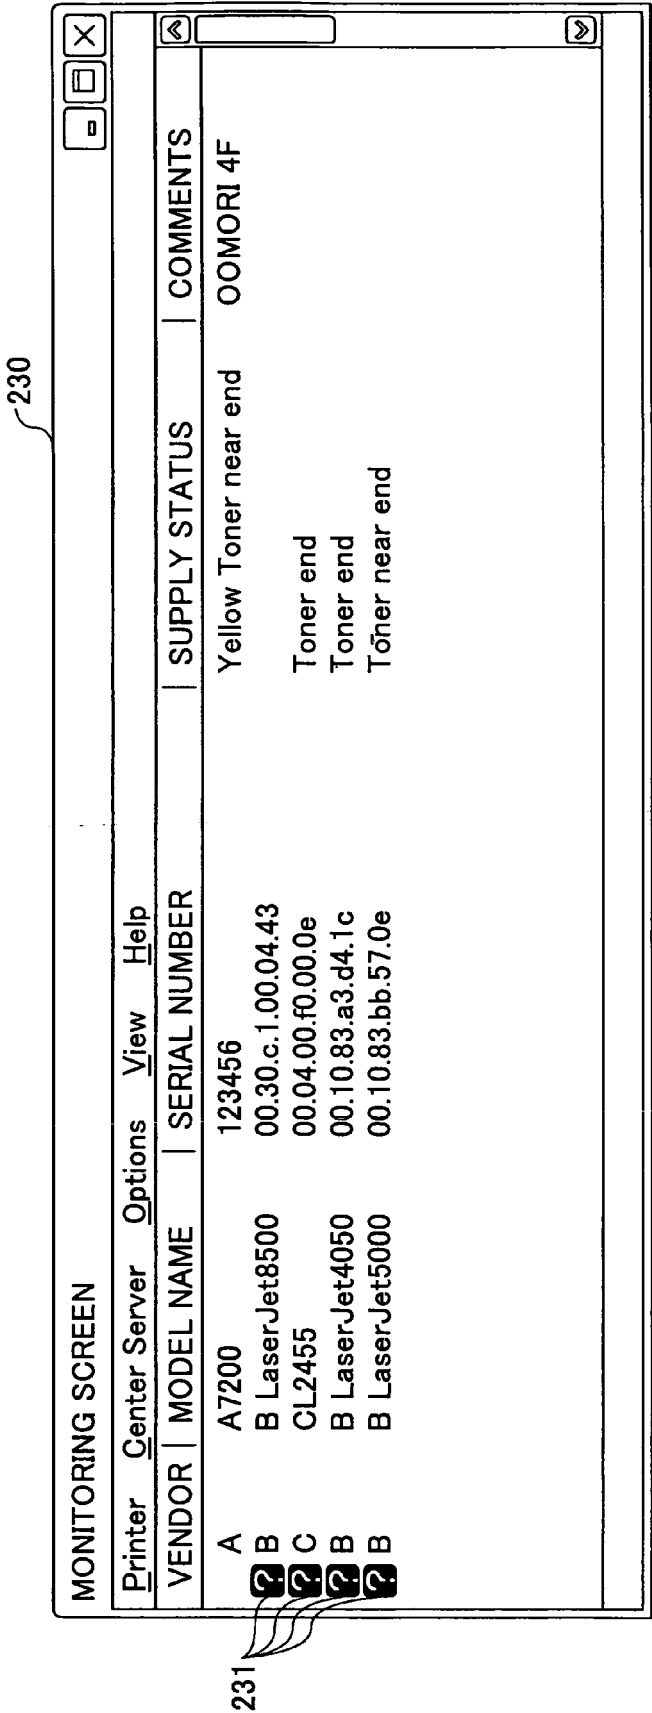 230
MONITORING SCREEN
Printer Center Server Options View Help
VENDOR | MODEL NAME | SERIAL NUMBER | SUPPLY STATUS | COMMENTS
A A7200 123456 Yellow Toner near end OOMORI 4F
? B B LaserJet8500 00.30.c.1.00.04.43
? C CL2455 00.04.00.f0.00.0e Toner end
? B B LaserJet4050 00.10.83.a3.d4.1c Toner end
? B B LaserJet5000 00.10.83.bb.57.0e Toner near end
231